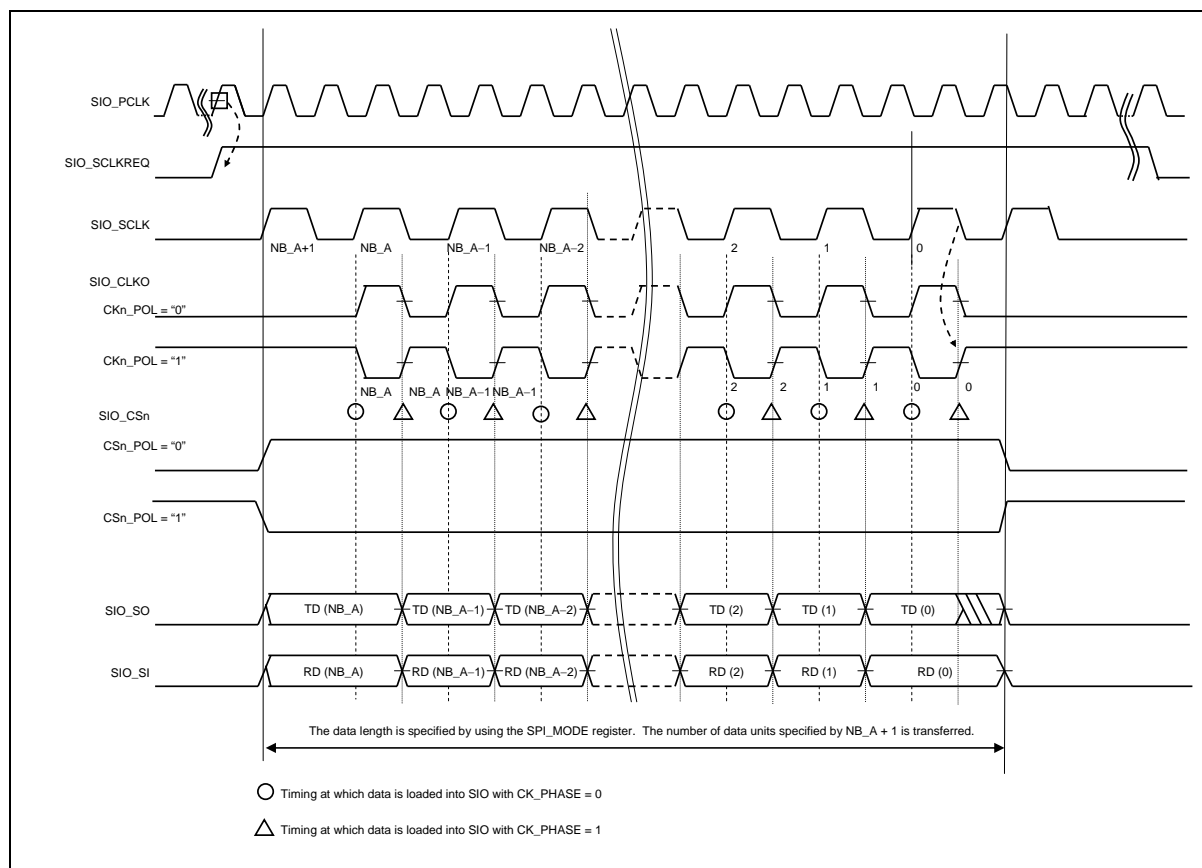 SIO_PCLK
SIO_SCLKREQ
SIO_SCLK
NB_A+1 NB_A NB_A−1 NB_A−2 2 1 0
SIO_CLKO
CKn_POL = “0”
CKn_POL = “1”
NB_A NB_A NB_A−1 NB_A−1 2 2 1 1 0 0
SIO_CSn
CSn_POL = “0”
CSn_POL = “1”
SIO_SO TD (NB_A) TD (NB_A−1) TD (NB_A−2) TD (2) TD (1) TD (0)
SIO_SI RD (NB_A) RD (NB_A−1) RD (NB_A−2) RD (2) RD (1) RD (0)
The data length is specified by using the SPI_MODE register. The number of data units specified by NB_A + 1 is transferred.
Timing at which data is loaded into SIO with CK_PHASE = 0
Timing at which data is loaded into SIO with CK_PHASE = 1